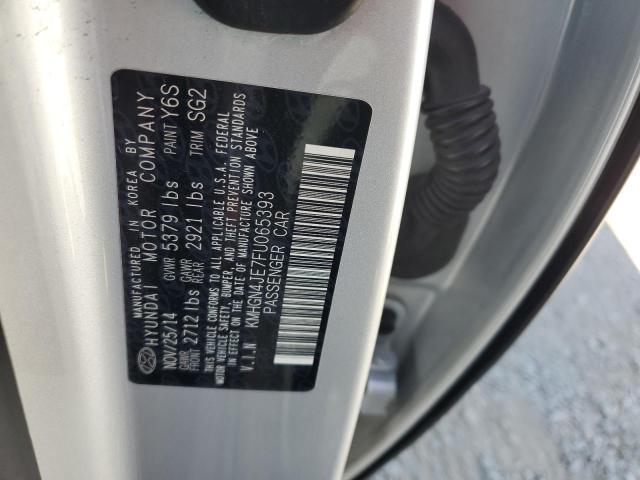 MANUFACTURED IN KOREA BY
HYUNDAI MOTOR COMPANY
NOV/25/14 GVWR 5379 lbs PAINT Y6S
GAWR FRONT 2712 lbs GAWR REAR 2921 lbs TRIM SG2
THIS VEHICLE CONFORMS TO ALL APPLICABLE U.S.A. FEDERAL
MOTOR VEHICLE SAFETY BUMPER, AND THEFT PREVENTION STANDARDS
IN EFFECT ON THE DATE OF MANUFACTURE SHOWN ABOVE
V.I.N KMHGN4JE7FU065393
PASSENGER CAR